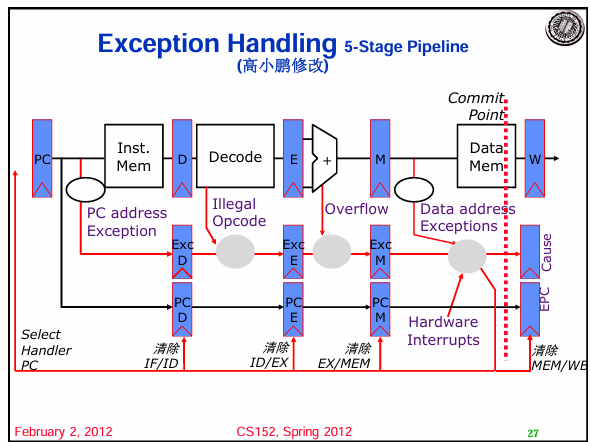 Exception Handling 5-Stage Pipeline
(高小鹏修改)
Commit
Point
PC
Inst.
Mem
D
Decode
E
+
M
Data
Mem
W
PC address
Exception
Illegal
Opcode
Overflow
Data address
Exceptions
Exc
D
Exc
E
Exc
M
Cause
PC
D
PC
E
PC
M
EPC
Hardware
Interrupts
Select
Handler
PC
清除
IF/ID
清除
ID/EX
清除
EX/MEM
清除
MEM/WB
February 2, 2012
CS152, Spring 2012
27